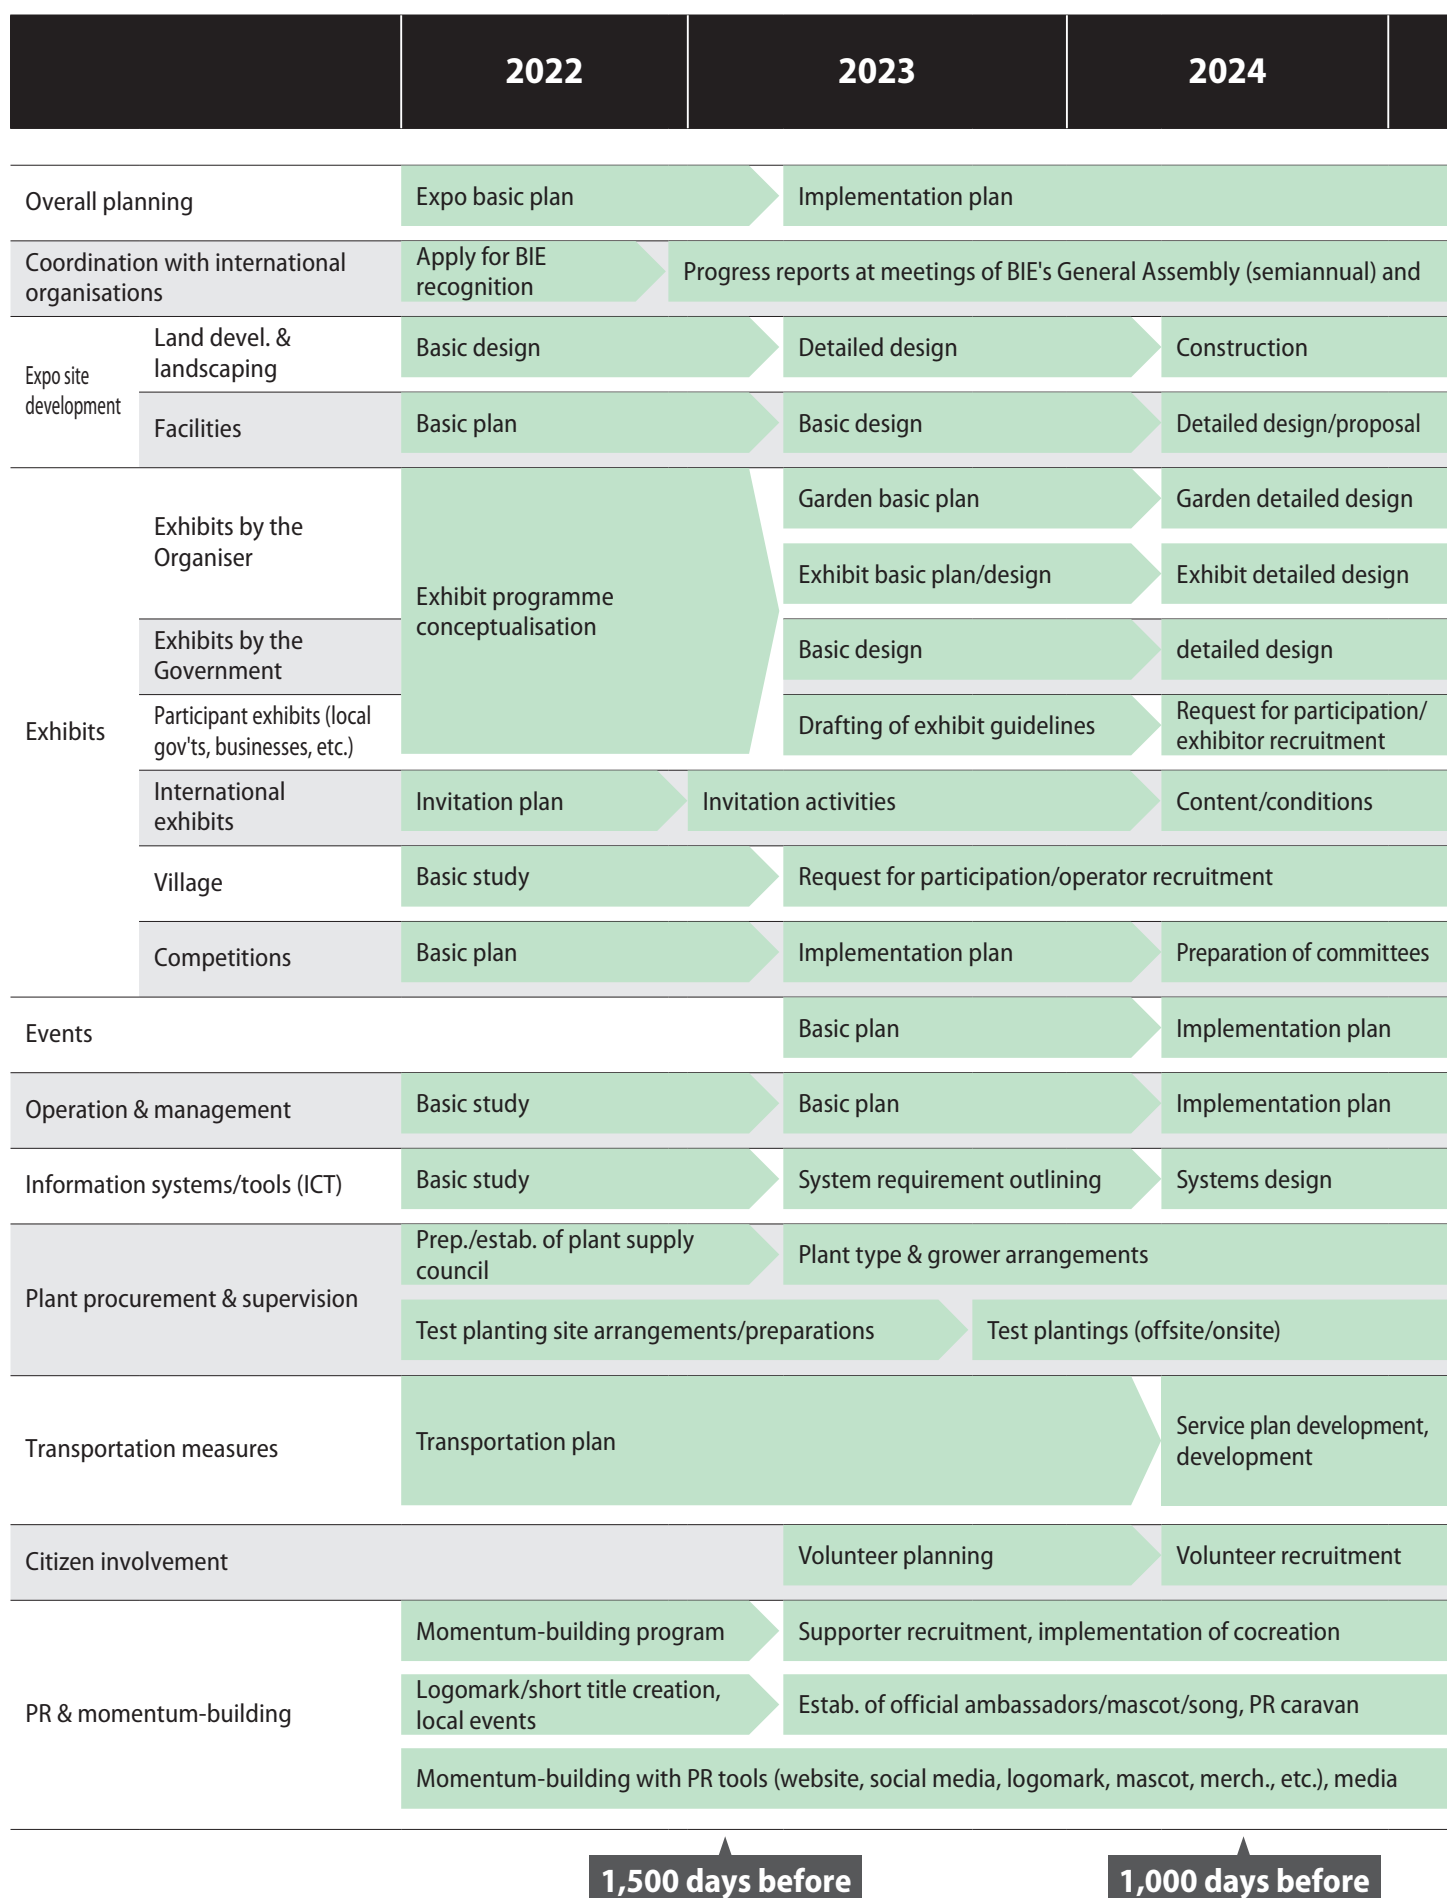 2022 2023 2024
Overall planning
Expo basic plan
Implementation plan
Coordination with international
organisations
Apply for BIE
recognition
Progress reports at meetings of BIE's General Assembly (semiannual) and
Expo site
development
Land devel. &
landscaping
Basic design
Detailed design
Construction
Facilities
Basic plan
Basic design
Detailed design/proposal
Exhibits
Exhibits by the
Organiser
Exhibit programme
conceptualisation
Garden basic plan
Garden detailed design
Exhibit basic plan/design
Exhibit detailed design
Exhibits by the
Government
Basic design
detailed design
Participant exhibits (local
gov'ts, businesses, etc.)
Drafting of exhibit guidelines
Request for participation/
exhibitor recruitment
International
exhibits
Invitation plan
Invitation activities
Content/conditions
Village
Basic study
Request for participation/operator recruitment
Competitions
Basic plan
Implementation plan
Preparation of committees
Events
Basic plan
Implementation plan
Operation & management
Basic study
Basic plan
Implementation plan
Information systems/tools (ICT)
Basic study
System requirement outlining
Systems design
Plant procurement & supervision
Prep./estab. of plant supply
council
Plant type & grower arrangements
Test planting site arrangements/preparations
Test plantings (offsite/onsite)
Transportation measures
Transportation plan
Service plan development,
development
Citizen involvement
Volunteer planning
Volunteer recruitment
PR & momentum-building
Momentum-building program
Supporter recruitment, implementation of cocreation
Logomark/short title creation,
local events
Estab. of official ambassadors/mascot/song, PR caravan
Momentum-building with PR tools (website, social media, logomark, mascot, merch., etc.), media
1,500 days before
1,000 days before